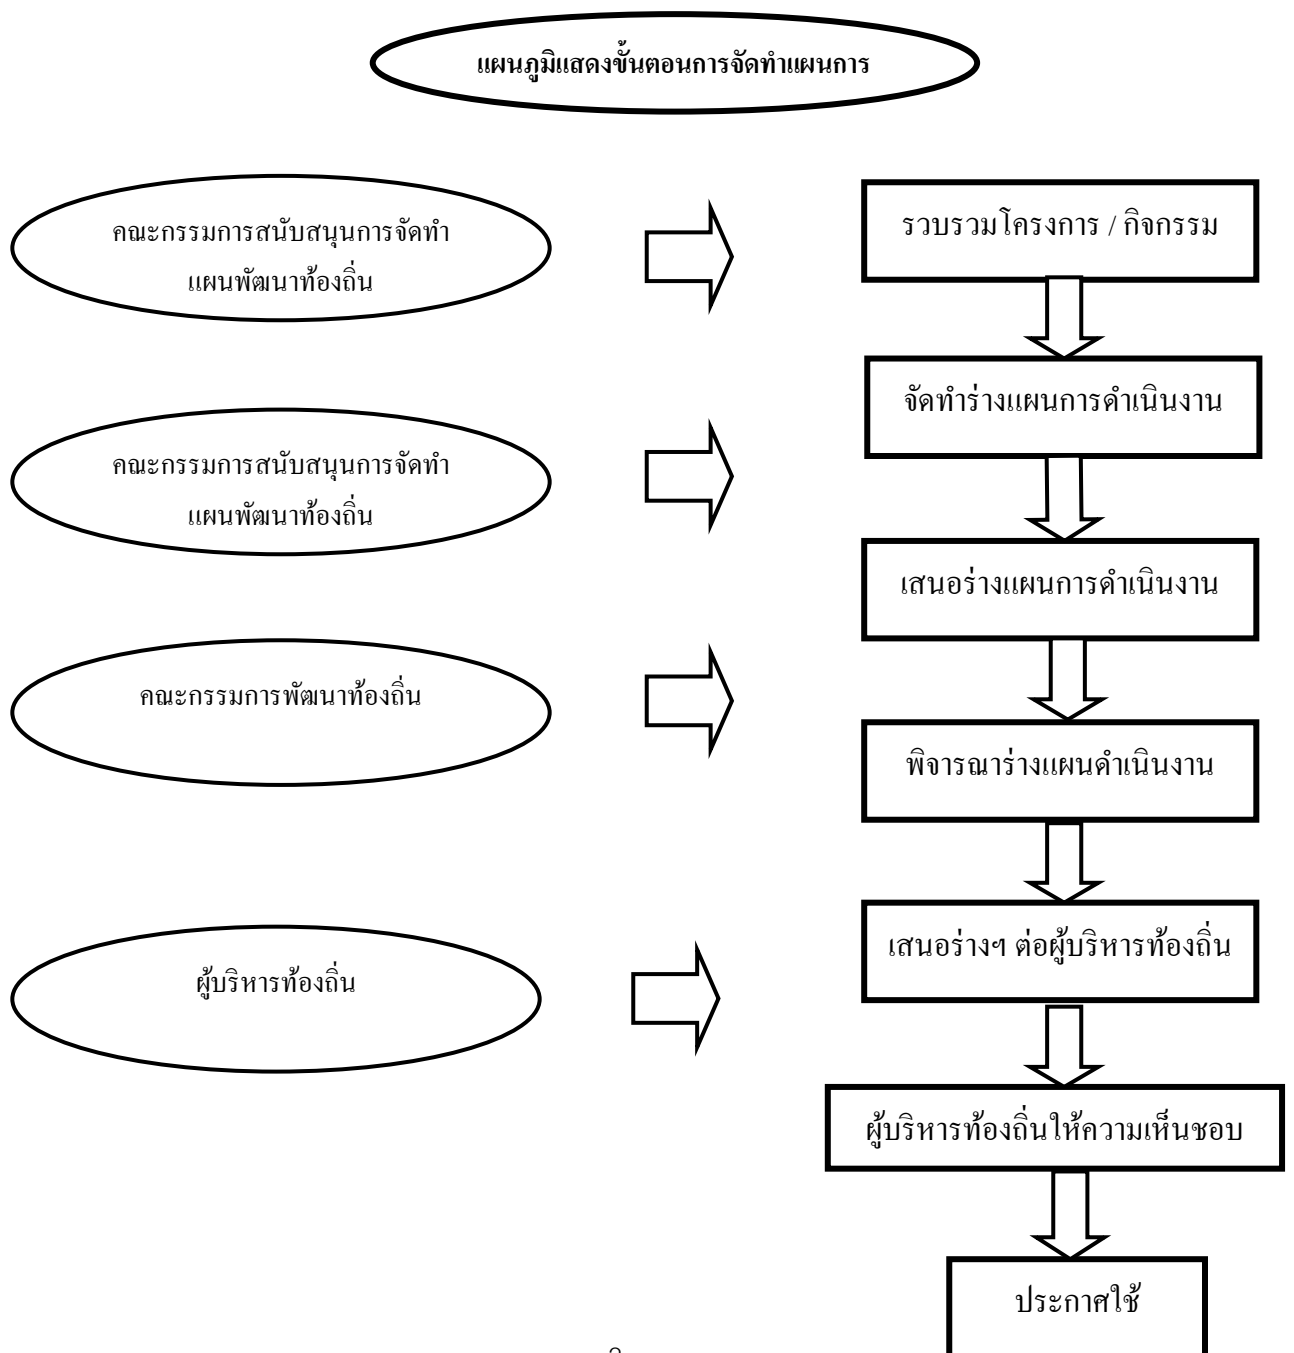 แผนภูมิแสดงขั้นตอนการจัดทำแผนการ
คณะกรรมการสนับสนุนการจัดทำ
แผนพัฒนาท้องถิ่น
รวบรวมโครงการ / กิจกรรม
จัดทำร่างแผนการดำเนินงาน
คณะกรรมการสนับสนุนการจัดทำ
แผนพัฒนาท้องถิ่น
เสนอร่างแผนการดำเนินงาน
คณะกรรมการพัฒนาท้องถิ่น
พิจารณาร่างแผนดำเนินงาน
ผู้บริหารท้องถิ่น
เสนอร่างฯ ต่อผู้บริหารท้องถิ่น
ผู้บริหารท้องถิ่นให้ความเห็นชอบ
ประกาศใช้